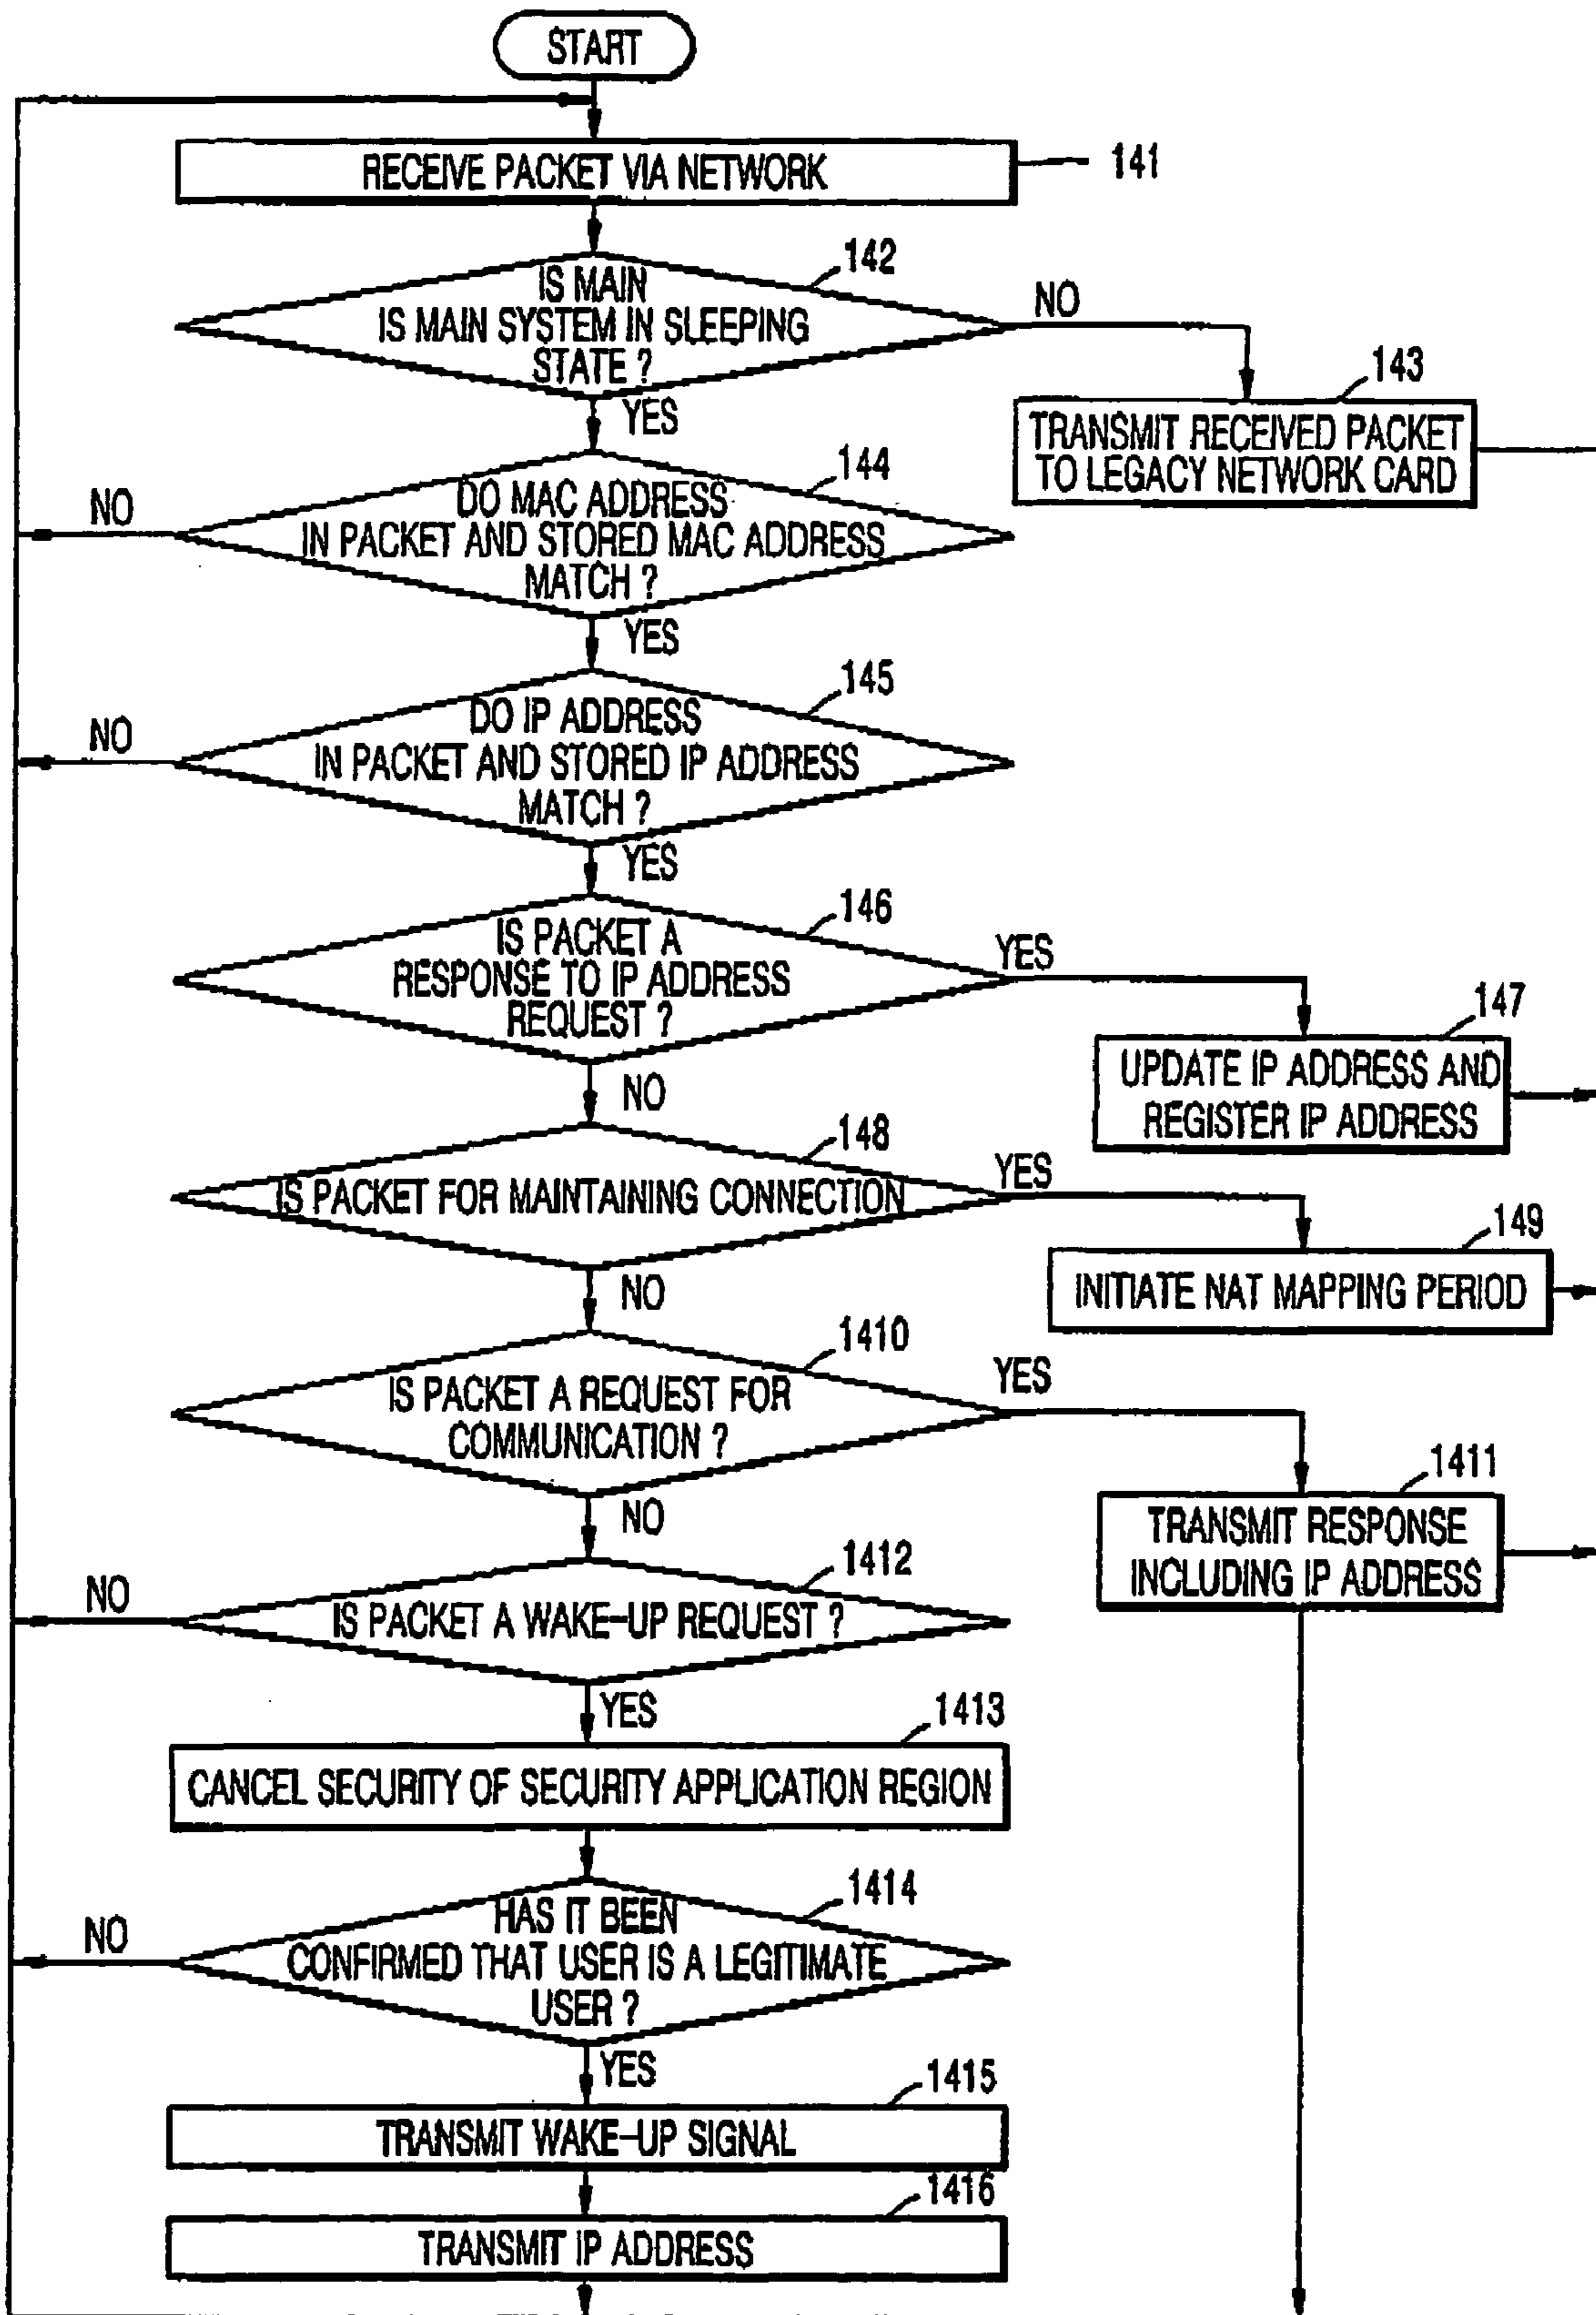 START
RECEIVE PACKET VIA NETWORK
141
142
IS MAIN
IS MAIN SYSTEM IN SLEEPING
STATE ?
NO
YES
143
TRANSMIT RECEIVED PACKET
TO LEGACY NETWORK CARD
144
DO MAC ADDRESS
IN PACKET AND STORED MAC ADDRESS
MATCH ?
NO
YES
145
DO IP ADDRESS
IN PACKET AND STORED IP ADDRESS
MATCH ?
NO
YES
146
IS PACKET A
RESPONSE TO IP ADDRESS
REQUEST ?
YES
NO
147
UPDATE IP ADDRESS AND
REGISTER IP ADDRESS
148
IS PACKET FOR MAINTAINING CONNECTION
YES
NO
149
INITIATE NAT MAPPING PERIOD
1410
IS PACKET A REQUEST FOR
COMMUNICATION ?
YES
NO
1411
TRANSMIT RESPONSE
INCLUDING IP ADDRESS
1412
IS PACKET A WAKE-UP REQUEST ?
NO
YES
1413
CANCEL SECURITY OF SECURITY APPLICATION REGION
1414
HAS IT BEEN
CONFIRMED THAT USER IS A LEGITIMATE
USER ?
NO
YES
1415
TRANSMIT WAKE-UP SIGNAL
1416
TRANSMIT IP ADDRESS